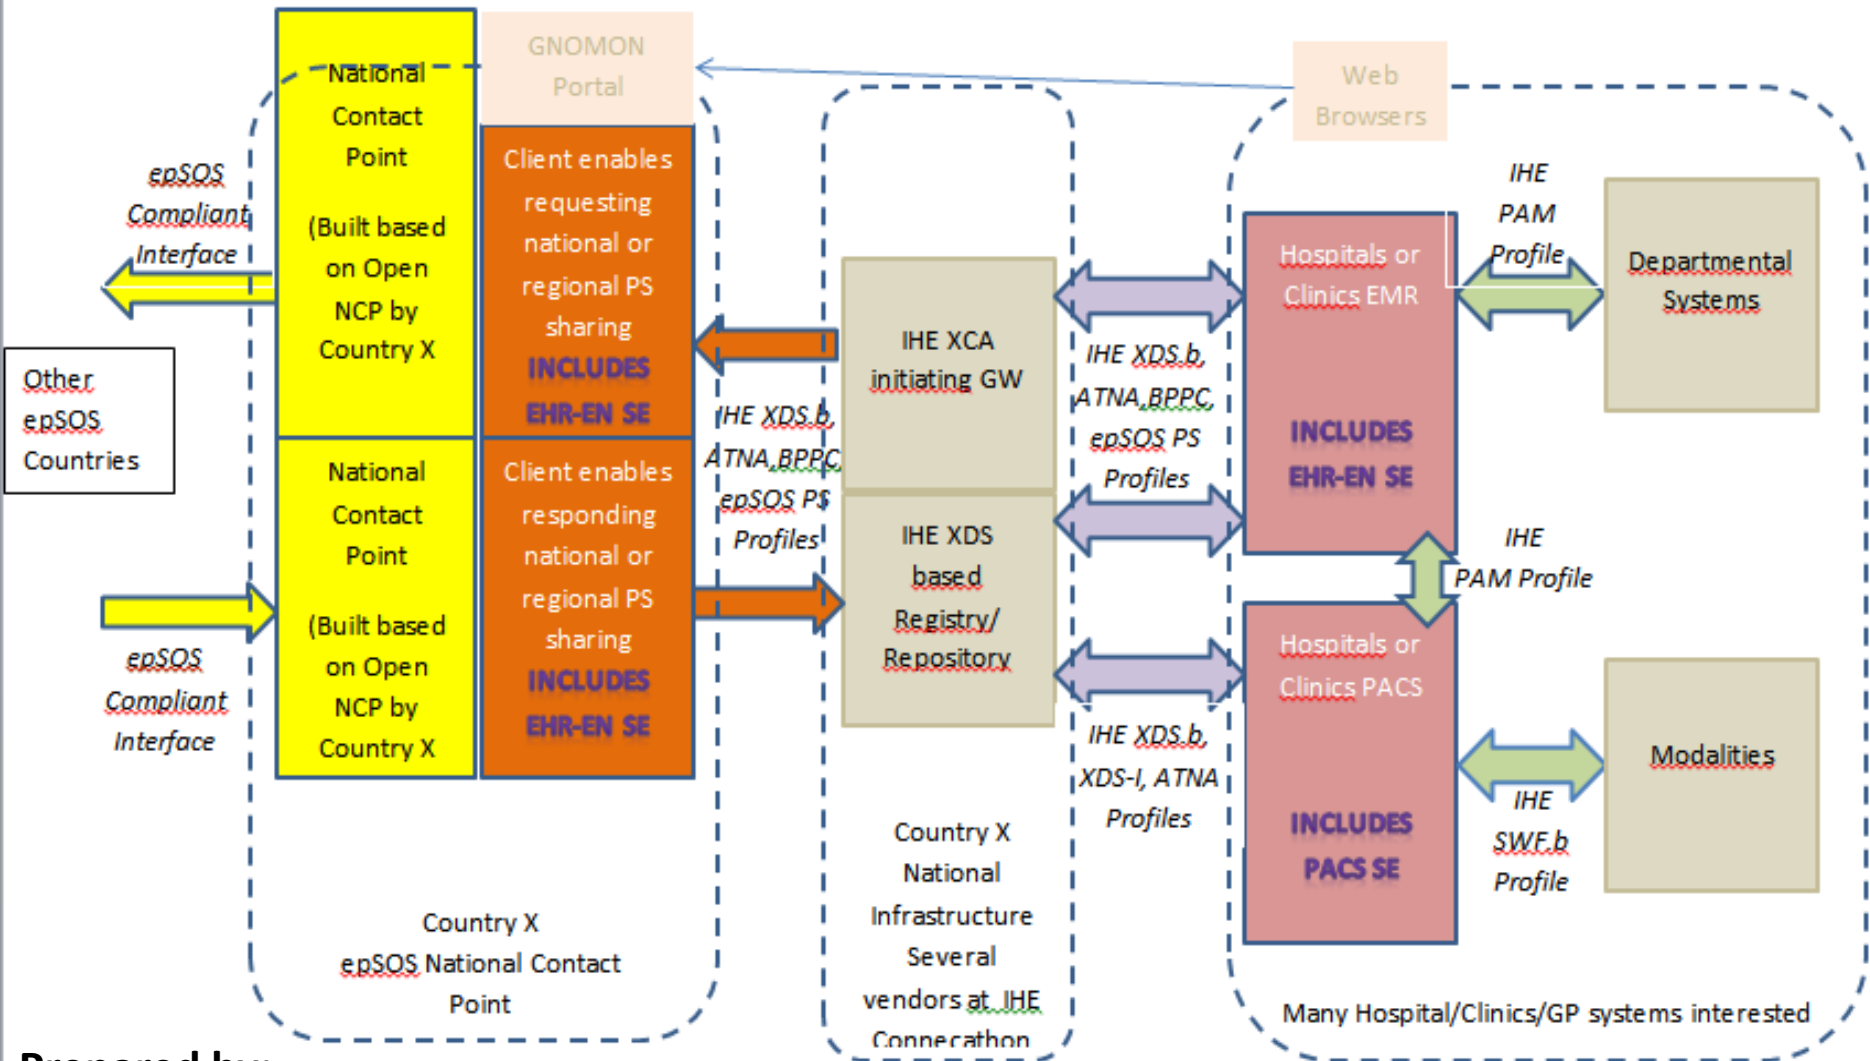 National
Contact
Point
(Built based
on Open
NCP by
Country X
GNOMON
Portal
Client enables
requesting
national or
regional PS
sharing
INCLUDES
EHR-EN SE
Web
Browsers
epSOS
Compliant
Interface
Other
epSOS
Countries
National
Contact
Point
(Built based
on Open
NCP by
Country X
Client enables
responding
national or
regional PS
sharing
INCLUDES
EHR-EN SE
epSOS
Compliant
Interface
Country X
epSOS National Contact
Point
IHE XDS.b,
ATNA,BPPC,
epSOS PS
Profiles
IHE XCA
initiating GW
IHE XDS
based
Registry/
Repository
Country X
National
Infrastructure
Several
vendors at IHE
Connecathon
IHE XDS.b,
ATNA,BPPC,
epSOS PS
Profiles
IHE XDS.b,
XDS-I, ATNA
Profiles
Hospitals or
Clinics EMR
INCLUDES
EHR-EN SE
IHE
PAM
Profile
Departmental
Systems
IHE
PAM Profile
Hospitals or
Clinics PACS
INCLUDES
PACS SE
IHE
SWF.b
Profile
Modalities
Many Hospital/Clinics/GP systems interested
Prepared by: